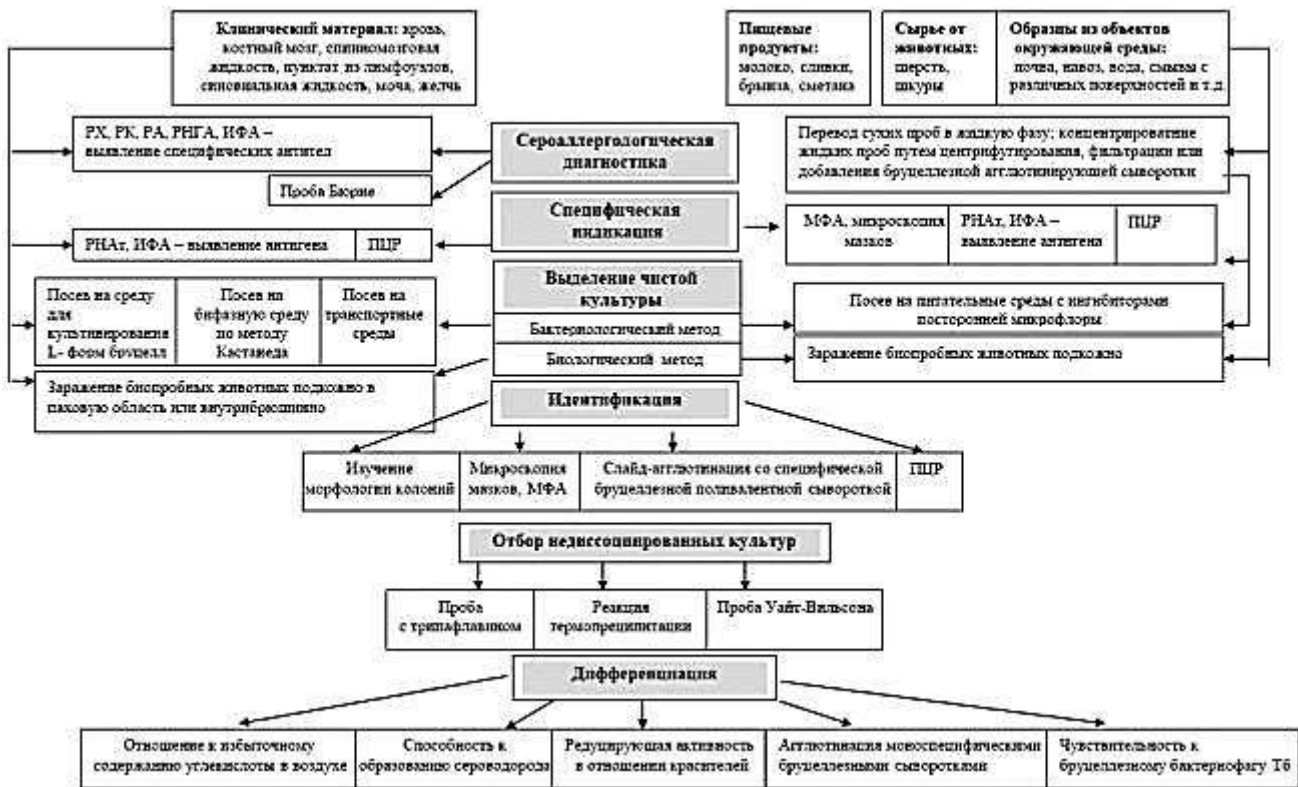 Клинический материал: кровь,
костный мозг, спинномозговая
жидкость, пунктат из лимфоузлов,
синовиальная жидкость, моча, желчь
Пищевые
продукты:
молоко, сливки,
брынза, сметана
Сырье от
животных:
шерсть,
шкуры
Образцы из объектов
окружающей среды:
почва, навоз, вода, смывы с
различных поверхностей и т.д.
РХ, РК, РА, РНГА, ИФА –
выявление специфических антител
Проба Бюрне
Сероаллергологическая
диагностика
Перевод сухих проб в жидкую фазу; концентрирование
жидких проб путем центрифугирования, фильтрации или
добавления бруцеллезной агглютинирующей сыворотки
Специфическая
индикация
РНАт, ИФА – выявление антигена
ПЦР
МФА, микроскопия
мазков
РНАт, ИФА –
выявление антигена
ПЦР
Выделение чистой
культуры
Бактериологический метод
Биологический метод
Посев на среду
для
культивирования
L- форм бруцелл
Посев на
бифазную среду
по методу
Кастанеда
Посев на
транспортные
среды
Посев на питательные среды с ингибиторами
посторонней микрофлоры
Заражение биопробных животных подкожно
Заражение биопробных животных подкожно в
паховую область или внутрибрюшинно
Идентификация
Изучение
морфологии колоний
Микроскопия
мазков, МФА
Слайд-агглютинация со специфической
бруцеллезной поливалентной сывороткой
ПЦР
Отбор недиссоциированных культур
Проба
с трипафлавином
Реакция
термопреципитации
Проба Уайт-Вильсона
Дифференциация
Отношение к избыточному
содержанию углекислоты в воздухе
Способность к
образованию сероводорода
Редуцирующая активность
в отношении красителей
Агглютинация моноспецифическими
бруцеллезными сыворотками
Чувствительность к
бруцеллезному бактериофагу Тб